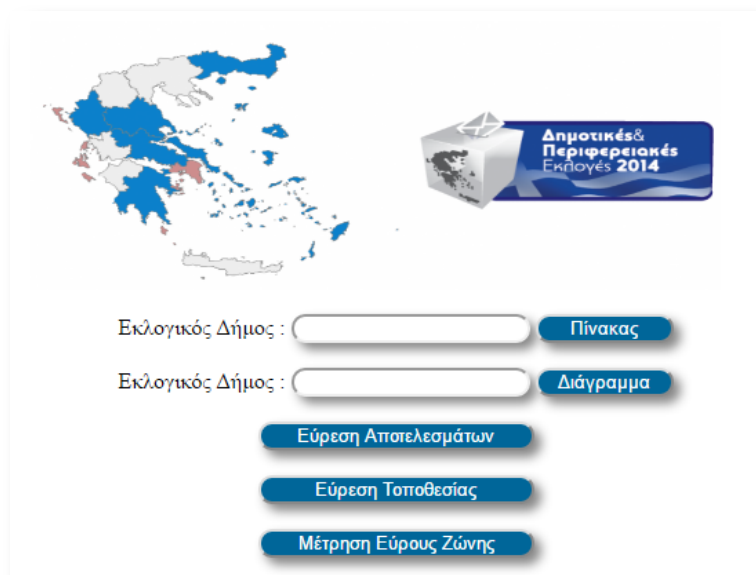 Δημοτικές&
Περιφερειακές
Εκλογές 2014
Εκλογικός Δήμος : Πίνακας
Εκλογικός Δήμος : Διάγραμμα
Εύρεση Αποτελεσμάτων
Εύρεση Τοποθεσίας
Μέτρηση Εύρους Ζώνης